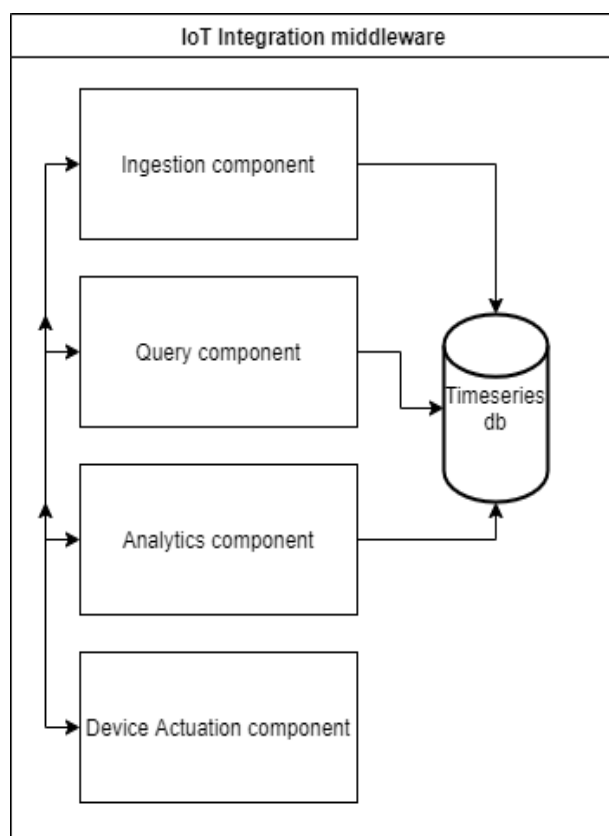 IoT Integration middleware
Ingestion component
Query component
Timeseries
db
Analytics component
Device Actuation component